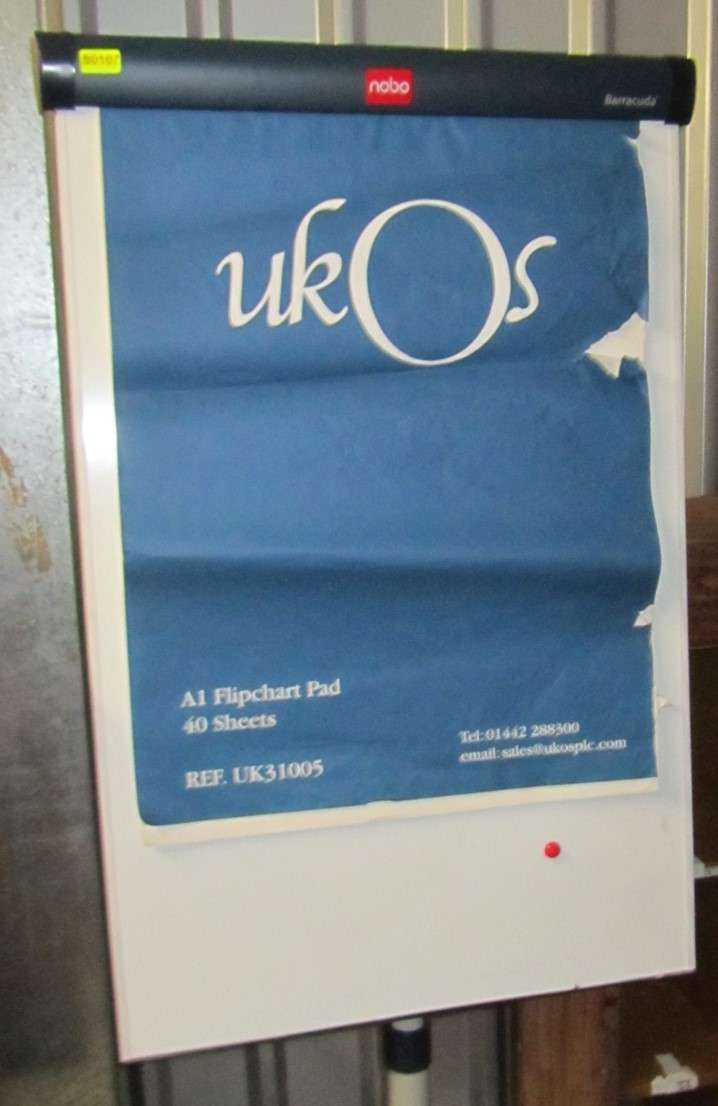 nobo
Barracuda
ukOs
A1 Flipchart Pad
40 Sheets
REF. UK31005
Tel:01442 288300
email:sales@ukosplc.com